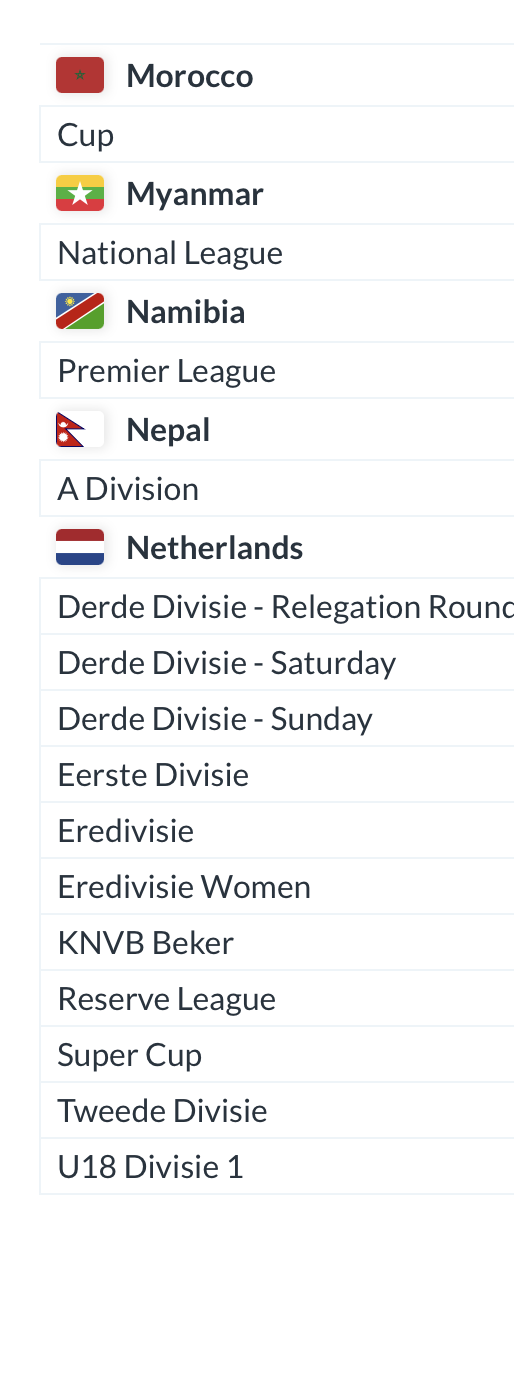 Morocco
Cup
Myanmar
National League
Namibia
Premier League
Nepal
A Division
Netherlands
Derde Divisie - Relegation Round
Derde Divisie - Saturday
Derde Divisie - Sunday
Eerste Divisie
Eredivisie
Eredivisie Women
KNVB Beker
Reserve League
Super Cup
Tweede Divisie
U18 Divisie 1